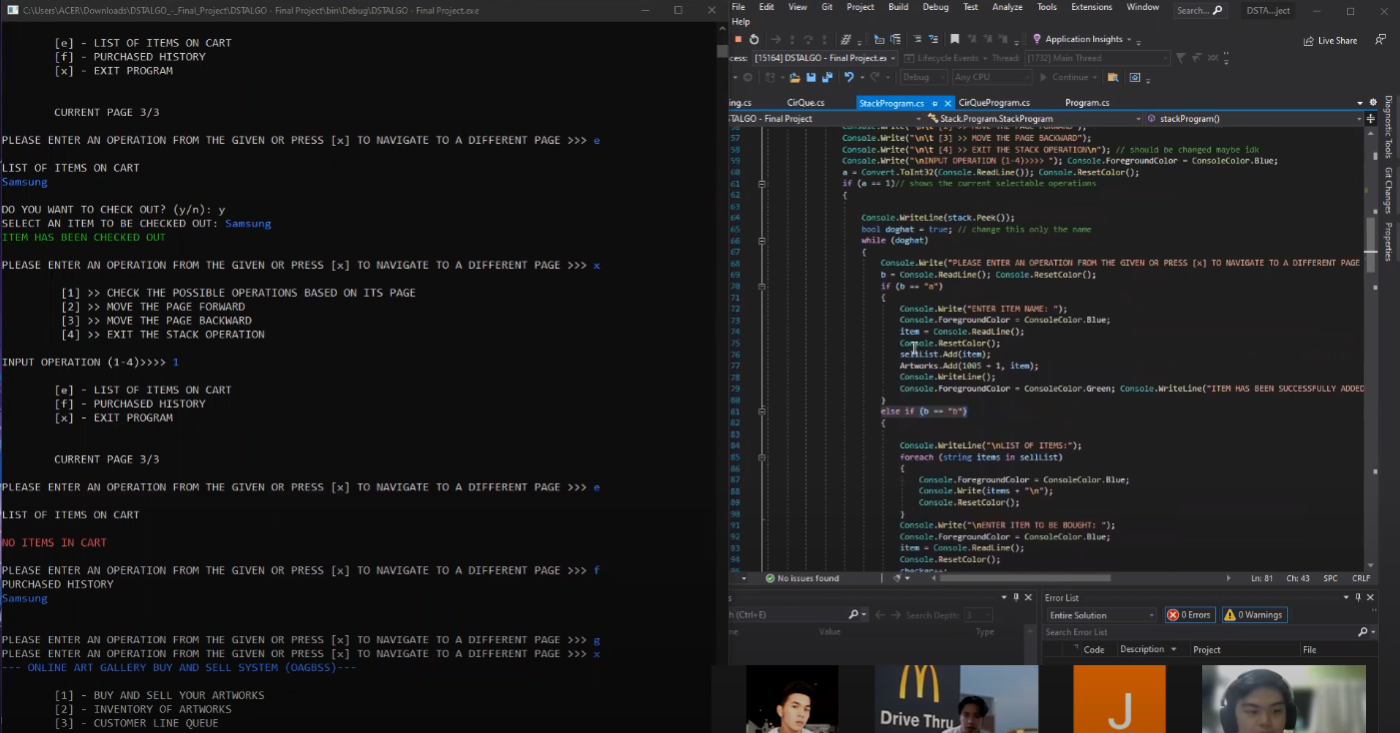 C:\Users\ACER\Downloads\DSTALGO_-_Final_Project\DSTALGO - Final Project\bin\Debug\DSTALGO - Final Project.exe
[e] - LIST OF ITEMS ON CART
[f] - PURCHASED HISTORY
[x] - EXIT PROGRAM
CURRENT PAGE 3/3
PLEASE ENTER AN OPERATION FROM THE GIVEN OR PRESS [x] TO NAVIGATE TO A DIFFERENT PAGE >>> e
LIST OF ITEMS ON CART
Samsung
DO YOU WANT TO CHECK OUT? (y/n): y
SELECT AN ITEM TO BE CHECKED OUT: Samsung
ITEM HAS BEEN CHECKED OUT
PLEASE ENTER AN OPERATION FROM THE GIVEN OR PRESS [x] TO NAVIGATE TO A DIFFERENT PAGE >>> x
[1] >> CHECK THE POSSIBLE OPERATIONS BASED ON ITS PAGE
[2] >> MOVE THE PAGE FORWARD
[3] >> MOVE THE PAGE BACKWARD
[4] >> EXIT THE STACK OPERATION
INPUT OPERATION (1-4)>>>> 1
[e] - LIST OF ITEMS ON CART
[f] - PURCHASED HISTORY
[x] - EXIT PROGRAM
CURRENT PAGE 3/3
PLEASE ENTER AN OPERATION FROM THE GIVEN OR PRESS [x] TO NAVIGATE TO A DIFFERENT PAGE >>> e
LIST OF ITEMS ON CART
NO ITEMS IN CART
PLEASE ENTER AN OPERATION FROM THE GIVEN OR PRESS [x] TO NAVIGATE TO A DIFFERENT PAGE >>> f
PURCHASED HISTORY
Samsung
PLEASE ENTER AN OPERATION FROM THE GIVEN OR PRESS [x] TO NAVIGATE TO A DIFFERENT PAGE >>> g
PLEASE ENTER AN OPERATION FROM THE GIVEN OR PRESS [x] TO NAVIGATE TO A DIFFERENT PAGE >>> x
--- ONLINE ART GALLERY BUY AND SELL SYSTEM (OAGBSS)---
[1] - BUY AND SELL YOUR ARTWORKS
[2] - INVENTORY OF ARTWORKS
[3] - CUSTOMER LINE QUEUE
File Edit View Git Project Build Debug Test Analyze Tools Extensions Window Search... DSTA...ject
Help
Application Insights Live Share
cess: [15164] DSTALGO - Final Project.ex Lifecycle Events Thread: [1732] Main Thread
Debug Any CPU Continue
ing.cs CirQue.cs StackProgram.cs CirQueProgram.cs Program.cs
STALGO - Final Project Stack.Program.StackProgram stackProgram()
57 Console.Write("\n\t [3] >> MOVE THE PAGE BACKWARD");
58 Console.Write("\n\t [4] >> EXIT THE STACK OPERATION\n"); // should be changed maybe idk
59 Console.Write("\nINPUT OPERATION (1-4)>>>> "); Console.ForegroundColor = ConsoleColor.Blue;
60 a = Convert.ToInt32(Console.ReadLine()); Console.ResetColor();
61 if (a == 1)// shows the current selectable operations
62 {
64 Console.WriteLine(stack.Peek());
65 bool doghat = true; // change this only the name
66 while (doghat)
67 {
68 Console.Write("PLEASE ENTER AN OPERATION FROM THE GIVEN OR PRESS [x] TO NAVIGATE TO A DIFFERENT PAGE
69 b = Console.ReadLine(); Console.ResetColor();
70 if (b == "a")
71 {
72 Console.Write("ENTER ITEM NAME: ");
73 Console.ForegroundColor = ConsoleColor.Blue;
74 item = Console.ReadLine();
75 Console.ResetColor();
76 sellList.Add(item);
77 Artworks.Add(1005 + 1, item);
78 Console.WriteLine();
79 Console.ForegroundColor = ConsoleColor.Green; Console.WriteLine("ITEM HAS BEEN SUCCESSFULLY ADDED
80 }
81 else if (b == "b")
82 {
84 Console.WriteLine("\nLIST OF ITEMS:");
85 foreach (string items in sellList)
86 {
87 Console.ForegroundColor = ConsoleColor.Blue;
88 Console.Write(items + "\n");
89 Console.ResetColor();
90 }
91 Console.Write("\nENTER ITEM TO BE BOUGHT: ");
92 Console.ForegroundColor = ConsoleColor.Blue;
93 item = Console.ReadLine();
94 Console.ResetColor();
No issues found Ln: 81 Ch: 43 SPC CRLF
Diagnostic Tools
Git Changes
Properties
h (Ctrl+E) Search Depth: 3
Value Type
Error List
Entire Solution 0 Errors 0 Warnings
Search Error List
Code Description Project File
Drive Thru
J